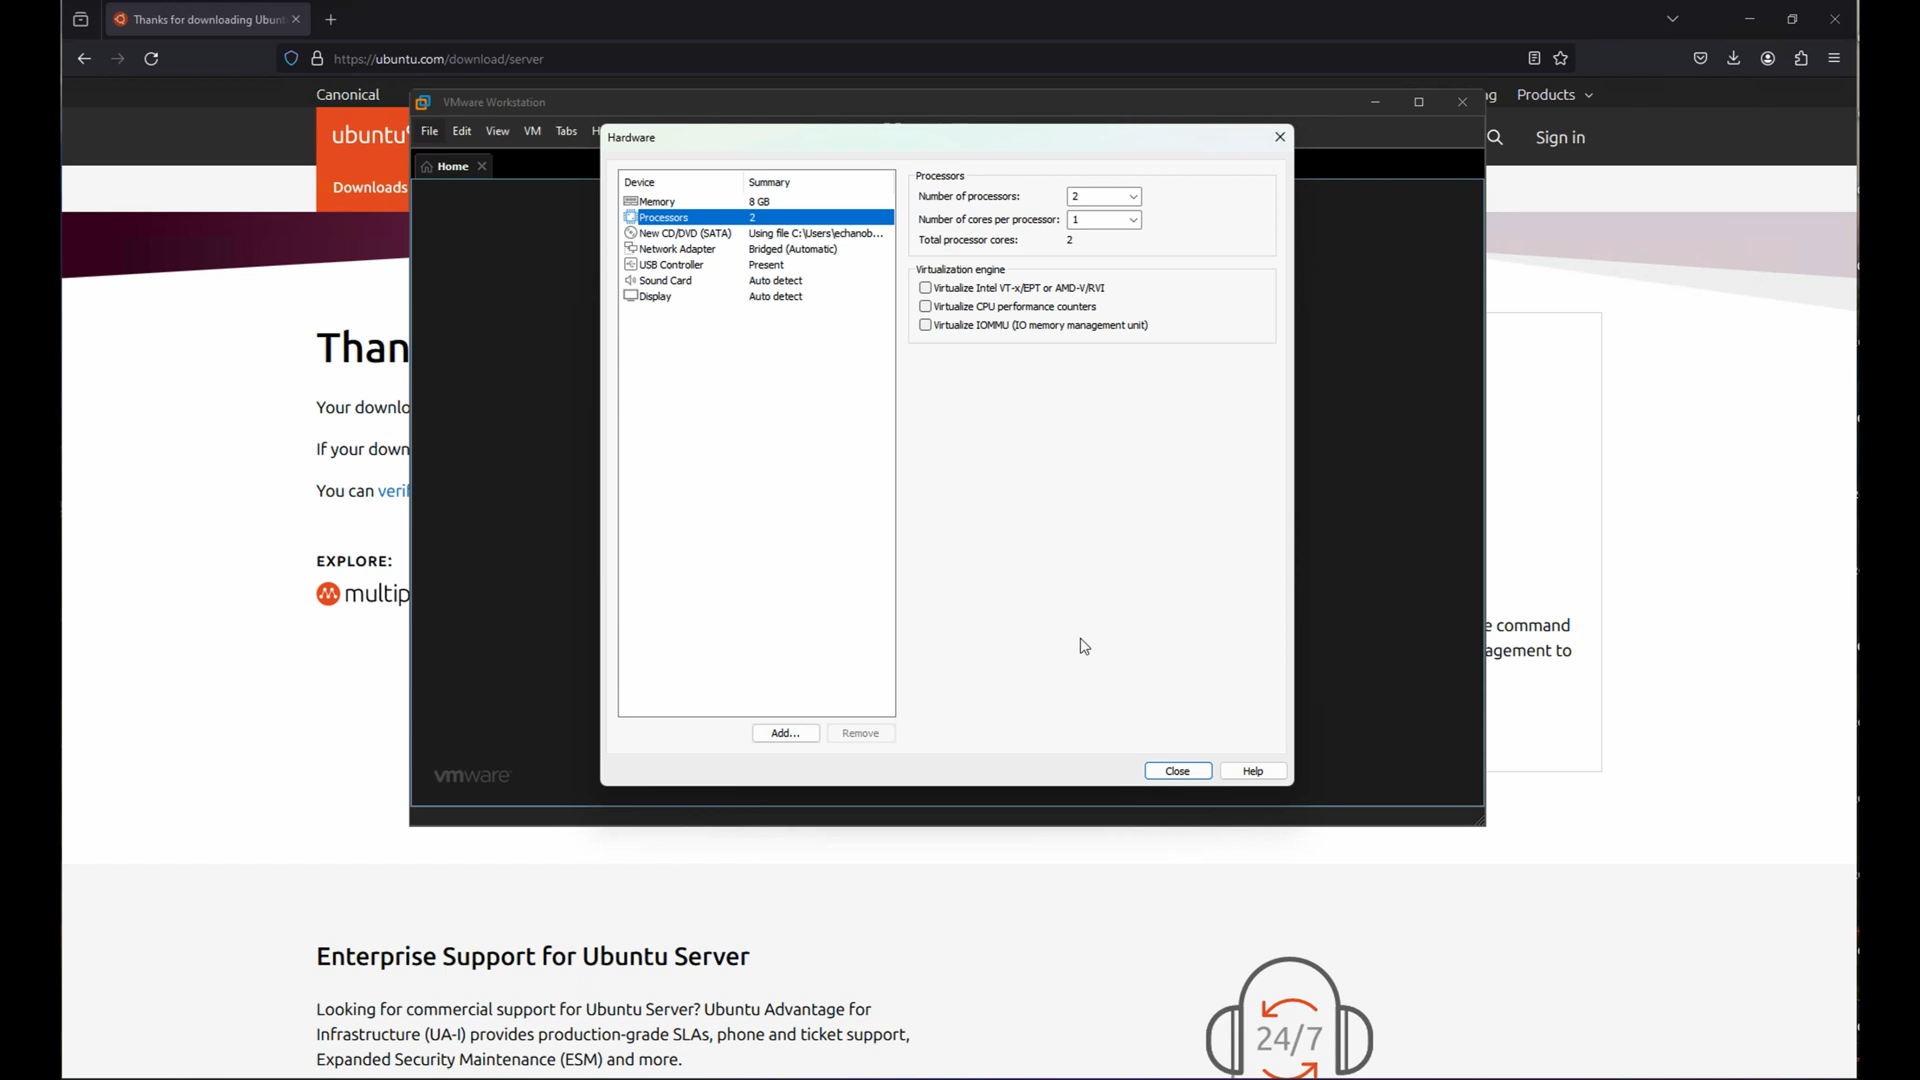 Thanks for downloading Ubunt
https://ubuntu.com/download/server
Canonical
Products
ubuntu
Sign in
Downloads
VMware Workstation
File Edit View VM Tabs H
Home
Hardware
Device Summary
Memory 8 GB
Processors 2
New CD/DVD (SATA) Using file C:\Users\echanob...
Network Adapter Bridged (Automatic)
USB Controller Present
Sound Card Auto detect
Display Auto detect
Processors
Number of processors: 2
Number of cores per processor: 1
Total processor cores: 2
Virtualization engine
Virtualize Intel VT-x/EPT or AMD-V/RVI
Virtualize CPU performance counters
Virtualize IOMMU (IO memory management unit)
Add... Remove
Close Help
vmware
Than
Your downlo
If your down
You can verif
EXPLORE:
multip
e command
agement to
Enterprise Support for Ubuntu Server
Looking for commercial support for Ubuntu Server? Ubuntu Advantage for
Infrastructure (UA-I) provides production-grade SLAs, phone and ticket support,
Expanded Security Maintenance (ESM) and more.
24/7